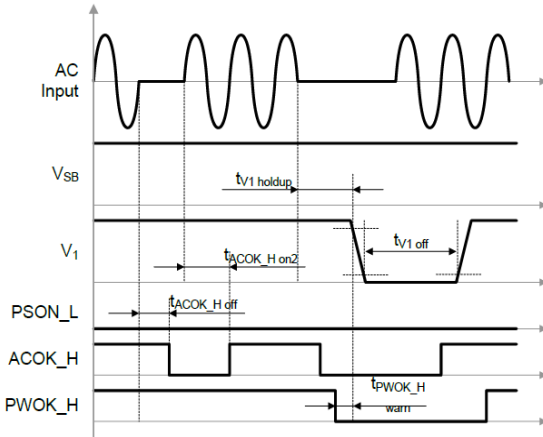 AC
Input
VSB
tV1 holdup
V1
tV1 off
tACOK_H on2
tACOK_H off
PSON_L
ACOK_H
tPWOK_H
warn
PWOK_H